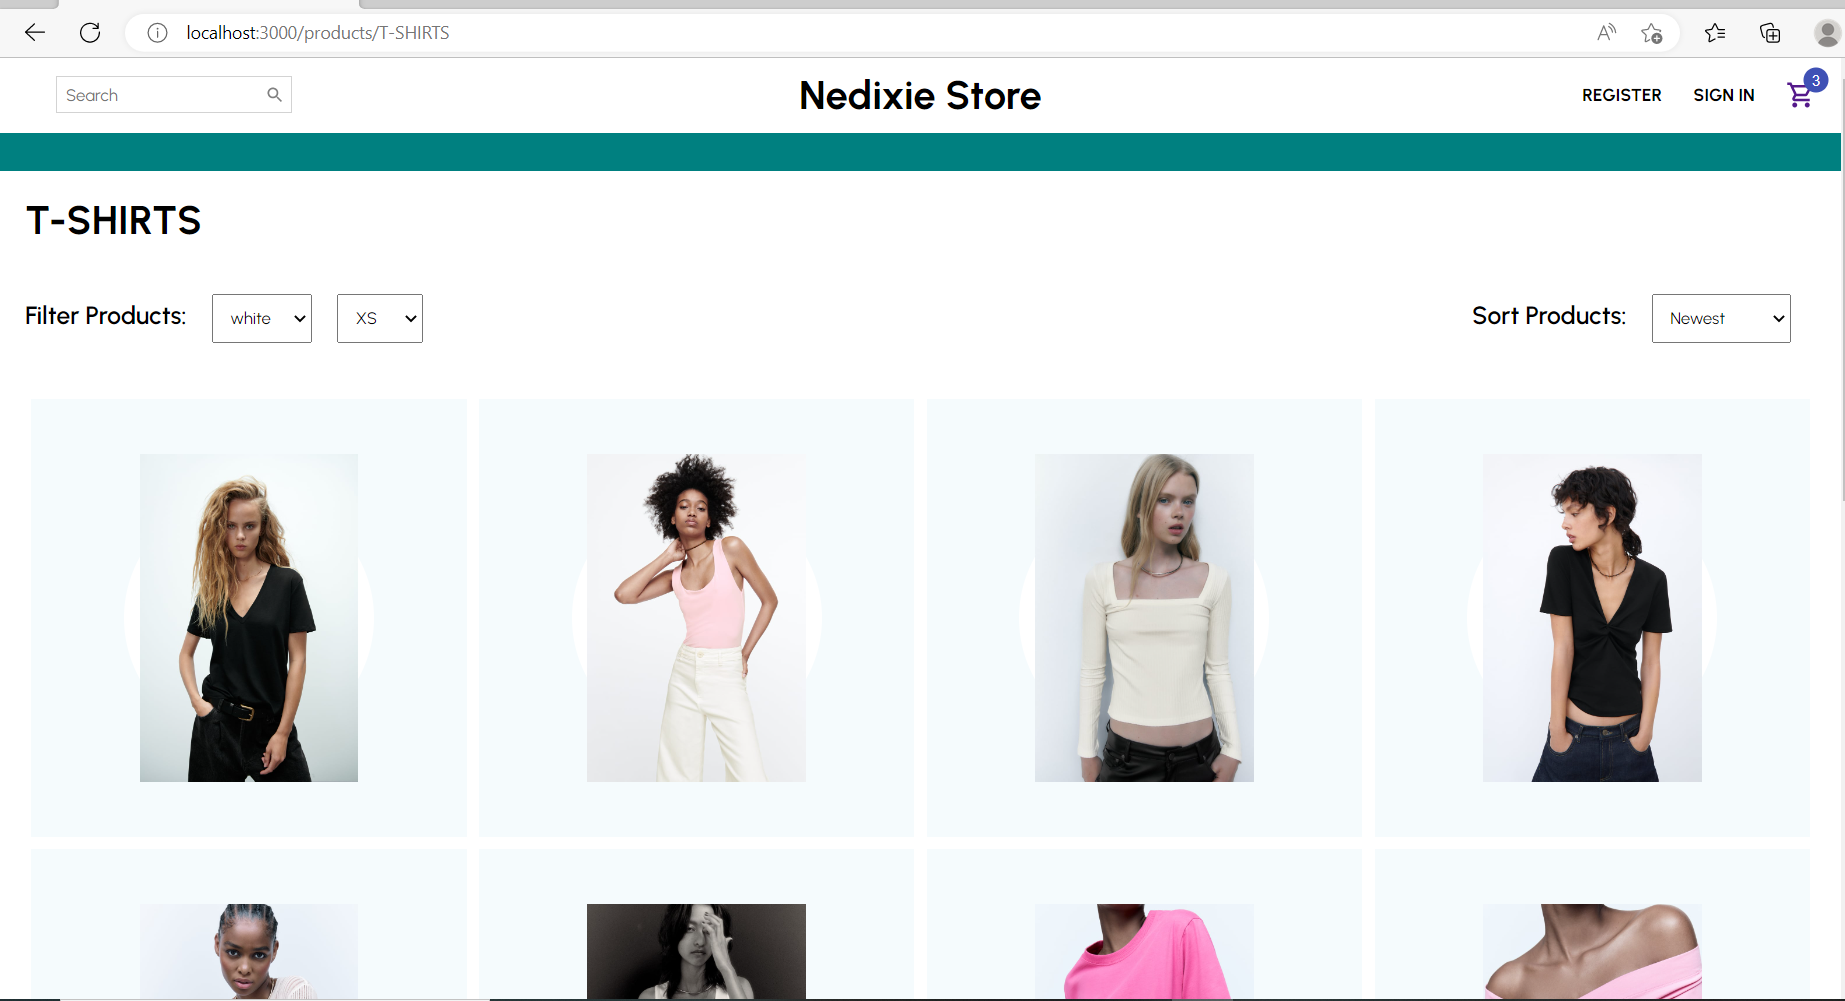 localhost:3000/products/T-SHIRTS
Search
Nedixie Store
REGISTER
SIGN IN
3
T-SHIRTS
Filter Products:
white
XS
Sort Products:
Newest